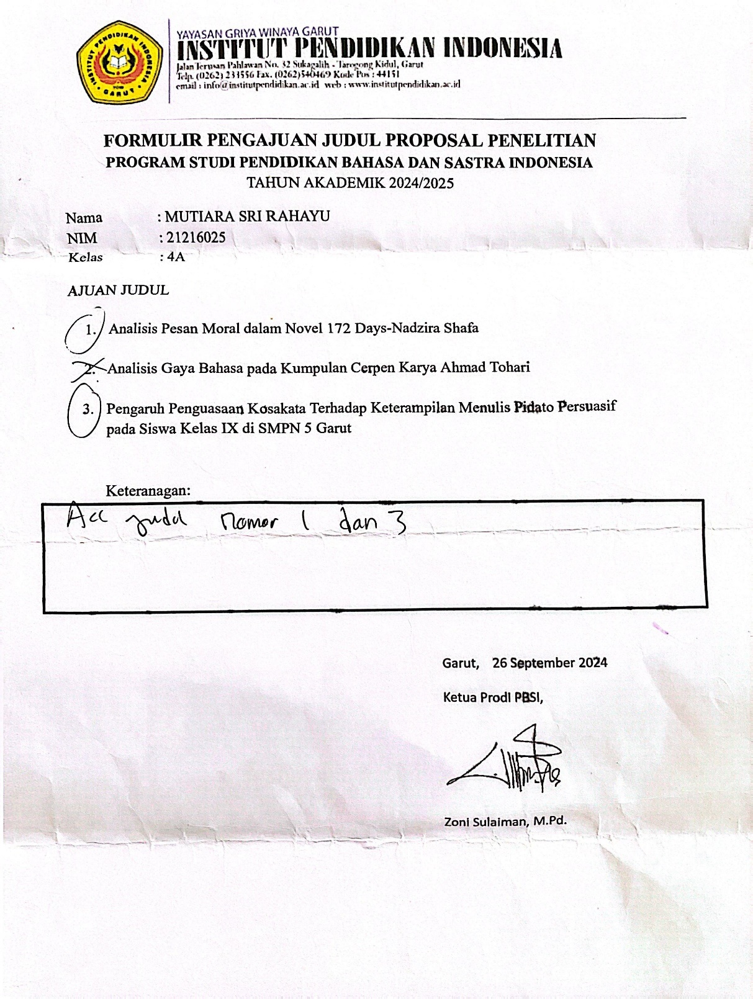 YAYASAN GRIYA WINAYA GARUT
INSTITUT PENDIDIKAN INDONESIA
Jalan Terusan Pahlawan No. 32 Sukagalih - Tarogong Kidul, Garut
Telp. (0262) 233556 Fax. (0262)540469 Kode Pos : 44151
email : info@institutpendidikan.ac.id web : www.institutpendidikan.ac.id
INSTITUT PENDIDIKAN INDONESIA
GARUT
FORMULIR PENGAJUAN JUDUL PROPOSAL PENELITIAN
PROGRAM STUDI PENDIDIKAN BAHASA DAN SASTRA INDONESIA
TAHUN AKADEMIK 2024/2025
Nama : MUTIARA SRI RAHAYU
NIM : 21216025
Kelas : 4A
AJUAN JUDUL
1. Analisis Pesan Moral dalam Novel 172 Days-Nadzira Shafa
2. Analisis Gaya Bahasa pada Kumpulan Cerpen Karya Ahmad Tohari
3. Pengaruh Penguasaan Kosakata Terhadap Keterampilan Menulis Pidato Persuasif
pada Siswa Kelas IX di SMPN 5 Garut
Keteranagan:
Acc judul nomor 1 dan 3
Garut, 26 September 2024
Ketua Prodi PBSI,
Zoni Sulaiman, M.Pd.